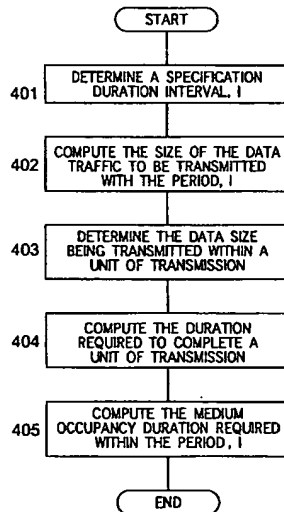 START
401
DETERMINE A SPECIFICATION
DURATION INTERVAL, I
402
COMPUTE THE SIZE OF THE DATA
TRAFFIC TO BE TRANSMITTED
WITH THE PERIOD, I
403
DETERMINE THE DATA SIZE
BEING TRANSMITTED WITHIN A
UNIT OF TRANSMISSION
404
COMPUTE THE DURATION
REQUIRED TO COMPLETE A
UNIT OF TRANSMISSION
405
COMPUTE THE MEDIUM
OCCUPANCY DURATION REQUIRED
WITHIN THE PERIOD, I
END